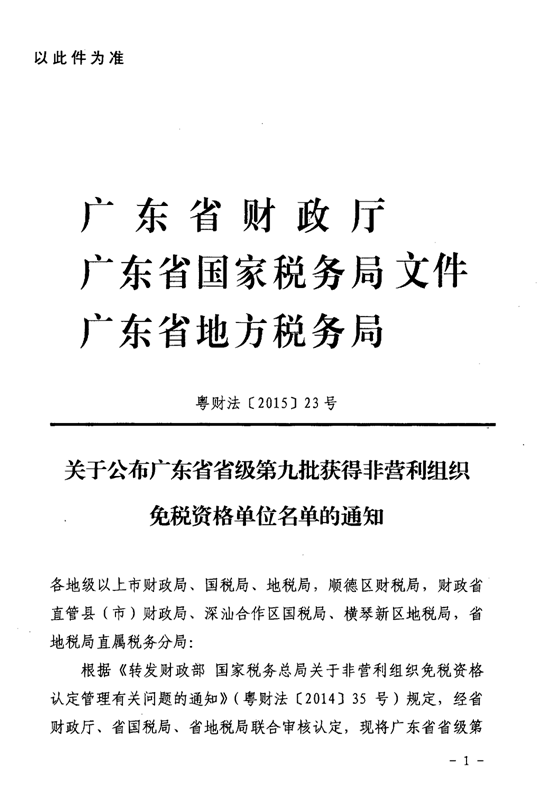 以此件为准
广东省财政厅
广东省国家税务局 文件
广东省地方税务局
粤财法〔2015〕23号
关于公布广东省省级第九批获得非营利组织
免税资格单位名单的通知
各地级以上市财政局、国税局、地税局，顺德区财税局，财政省
直管县（市）财政局、深汕合作区国税局、横琴新区地税局，省
地税局直属税务分局：
根据《转发财政部 国家税务总局关于非营利组织免税资格
认定管理有关问题的通知》（粤财法〔2014〕35 号）规定，经省
财政厅、省国税局、省地税局联合审核认定，现将广东省省级第
- 1 -